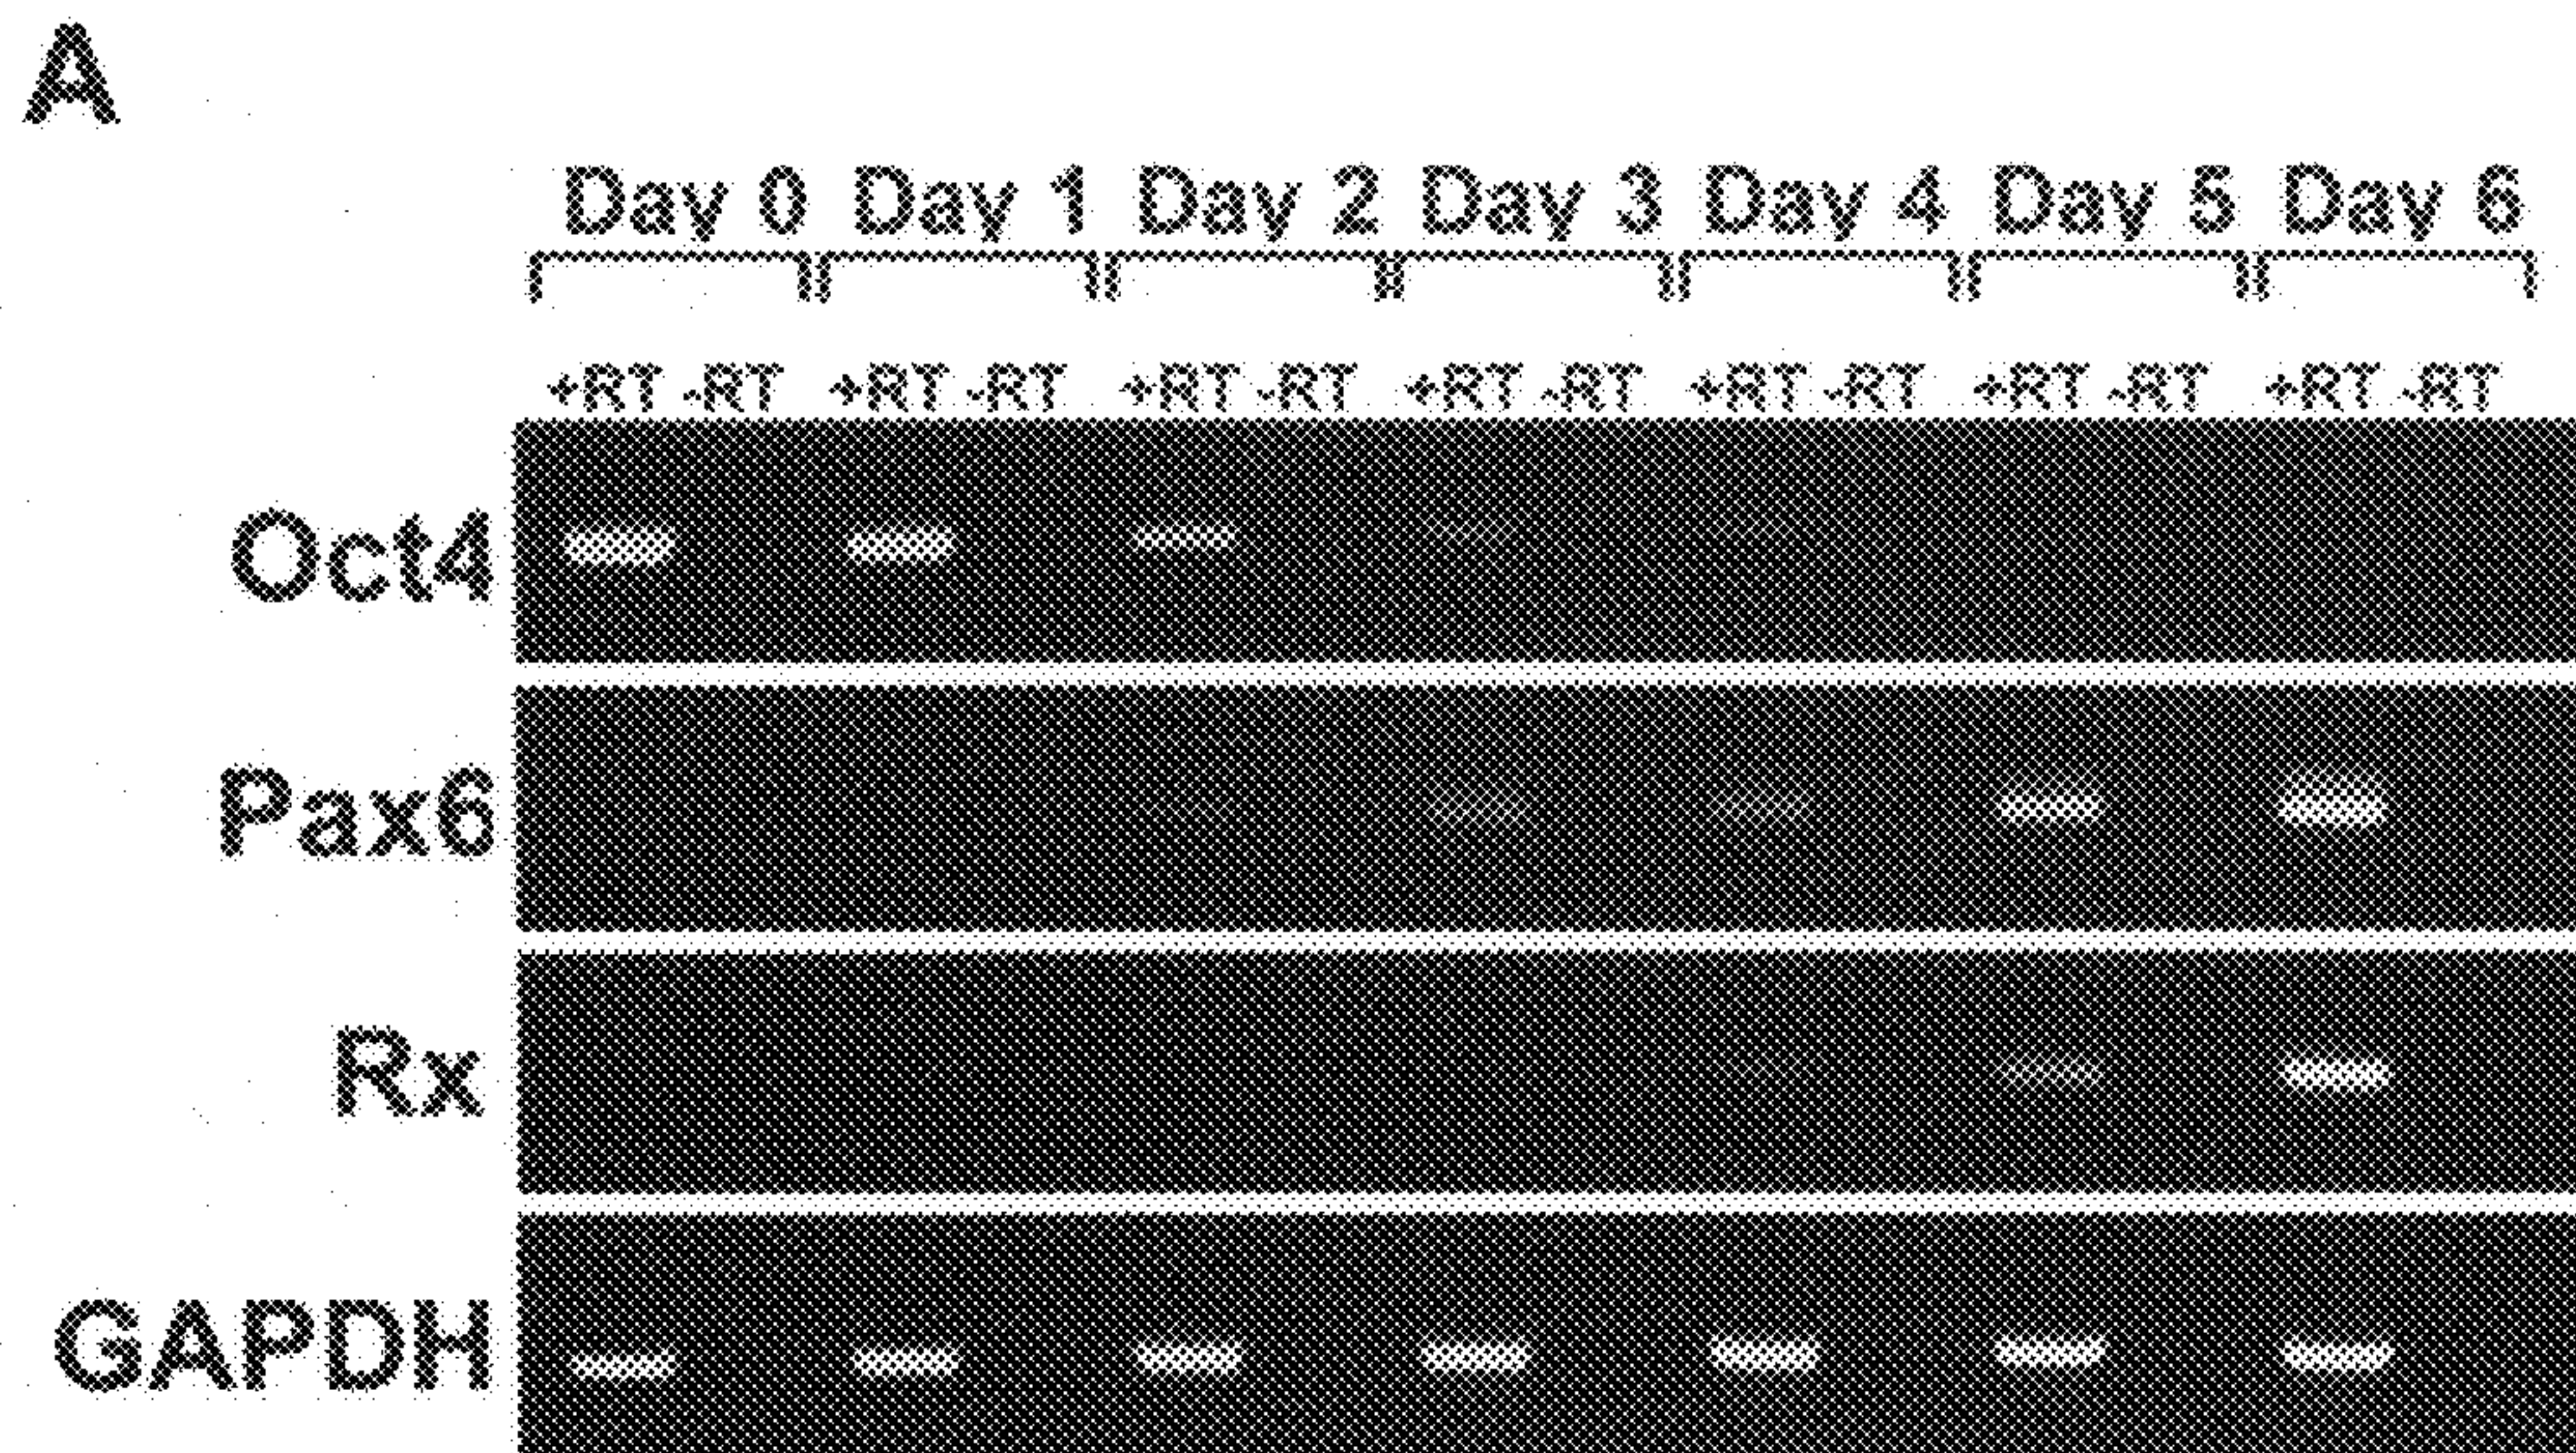 A
Day 0 Day 1 Day 2 Day 3 Day 4 Day 5 Day 6
+RT -RT +RT -RT +RT -RT +RT -RT +RT -RT +RT -RT +RT -RT
Oct4
Pax6
Rx
GAPDH